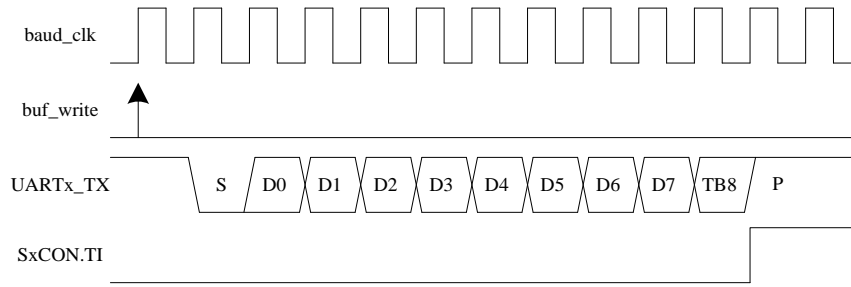 baud_clk
buf_write
UARTx_TX S D0 D1 D2 D3 D4 D5 D6 D7 TB8 P
SxCON.TI